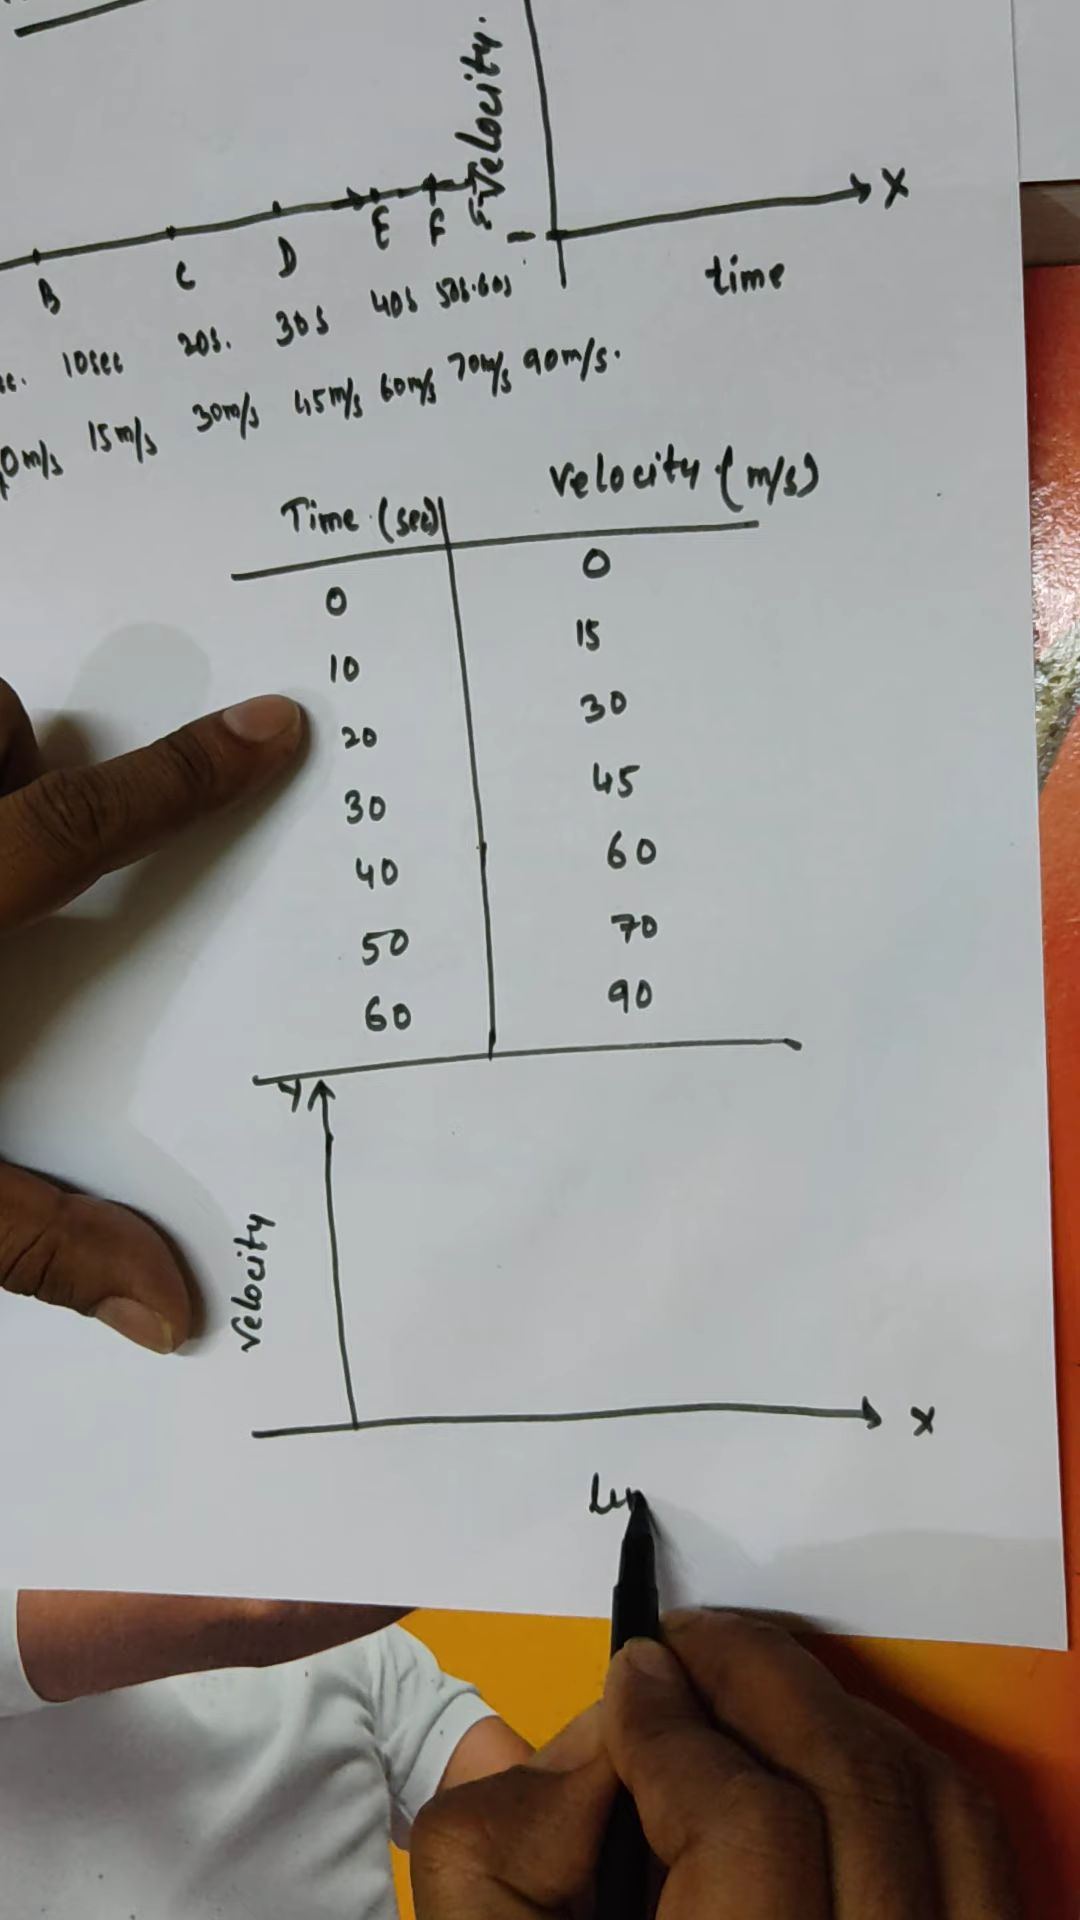 Velocity.
X
time
B C D E F
10sec 20s. 30s 40s 50s.60s
0m/s 15m/s 30m/s 45m/s 60m/s 70m/s 90m/s.
Time (sec) Velocity (m/s)
0 0
10 15
20 30
30 45
40 60
50 70
60 90
Y
Velocity
X